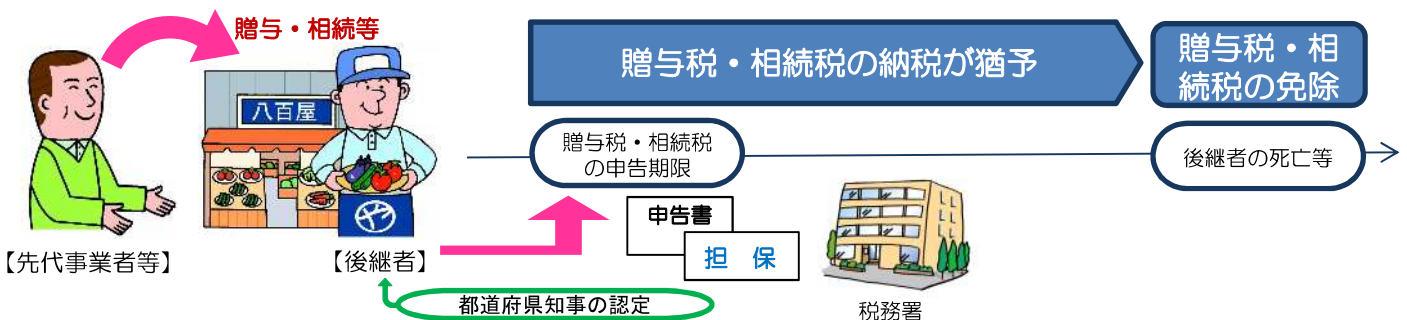 贈与・相続等
八百屋
【先代事業者等】
【後継者】
都道府県知事の認定
贈与税・相続税の納税が猶予
贈与税・相
続税の免除
贈与税・相続税
の申告期限
後継者の死亡等
申告書
担 保
税務署